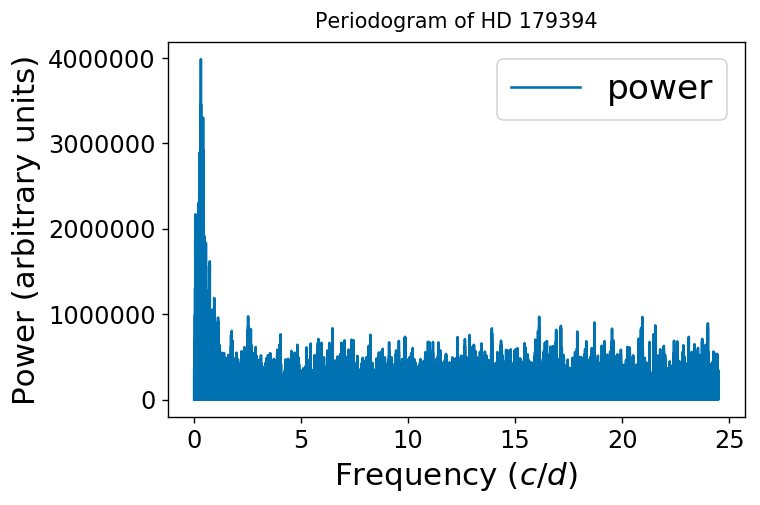 Periodogram of HD 179394
power
Power (arbitrary units)
4000000
3000000
2000000
1000000
0
0 5 10 15 20 25
Frequency (c/d)